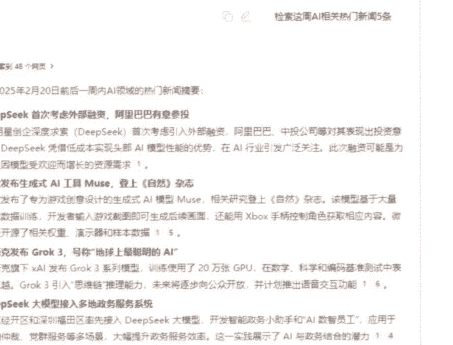 检索这周AI相关热门新闻5条
索到 45 个网页
025年2月20日前后一周内AI领域的热门新闻摘要：
epSeek 首次考虑外部融资，阿里巴巴有意参投
星创企深度求索（DeepSeek）首次考虑引入外部融资，阿里巴巴、中投公司等对其表现出投资意
DeepSeek 凭借低成本实现头部 AI 模型性能的优势，在 AI 行业引发广泛关注。此次融资可能是为
因模型受欢迎而增长的资源需求 1 。
发布生成式 AI 工具 Muse，登上《自然》杂志
发布了专为游戏创意设计的生成式 AI 模型 Muse，相关研究登上《自然》杂志。该模型基于大量
数据训练，开发者输入游戏截图即可生成后续画面，还能用 Xbox 手柄控制角色获取相应内容。微
开源了相关权重、演示器和样本数据 1 5 。
克发布 Grok 3，号称“地球上最聪明的 AI”
克旗下 xAI 发布 Grok 3 系列模型，训练使用了 20 万张 GPU，在数学、科学和编码基准测试中表
越。Grok 3 引入“思维链”推理能力，未来将逐步向公众开放，并计划推出语音交互功能 1 6 。
epSeek 大模型接入多地政务服务系统
经开区和深圳福田区率先接入 DeepSeek 大模型，开发智能政务小助手和“AI 数智员工”，应用于
仲裁、党群服务等多场景，大幅提升政务服务效率。这一实践展示了 AI 与政务结合的潜力 1 4